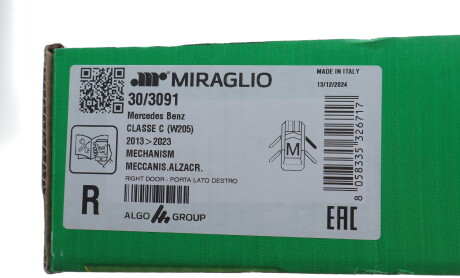 MIRAGLIO
30/3091
Mercedes Benz
CLASSE C (W205)
2013 > 2023
MECHANISM
MECCANIS.ALZACR.
RIGHT DOOR - PORTA LATO DESTRO
R
ALGO GROUP
MADE IN ITALY
13/12/2024
M
8 058335 326717
EAC